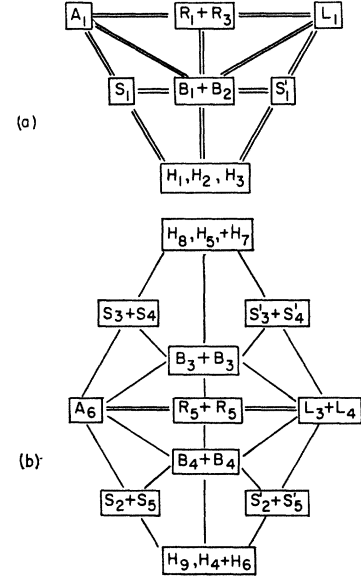 A1 R1 + R3 L1
S1 B1 + B2 S'1
(a)
H1, H2, H3
H8, H5, +H7
S3 + S4 S'3 + S'4
B3 + B3
A6 R5 + R5 L3 + L4
B4 + B4
(b)
S2 + S5 S'2 + S'5
H9, H4 + H6